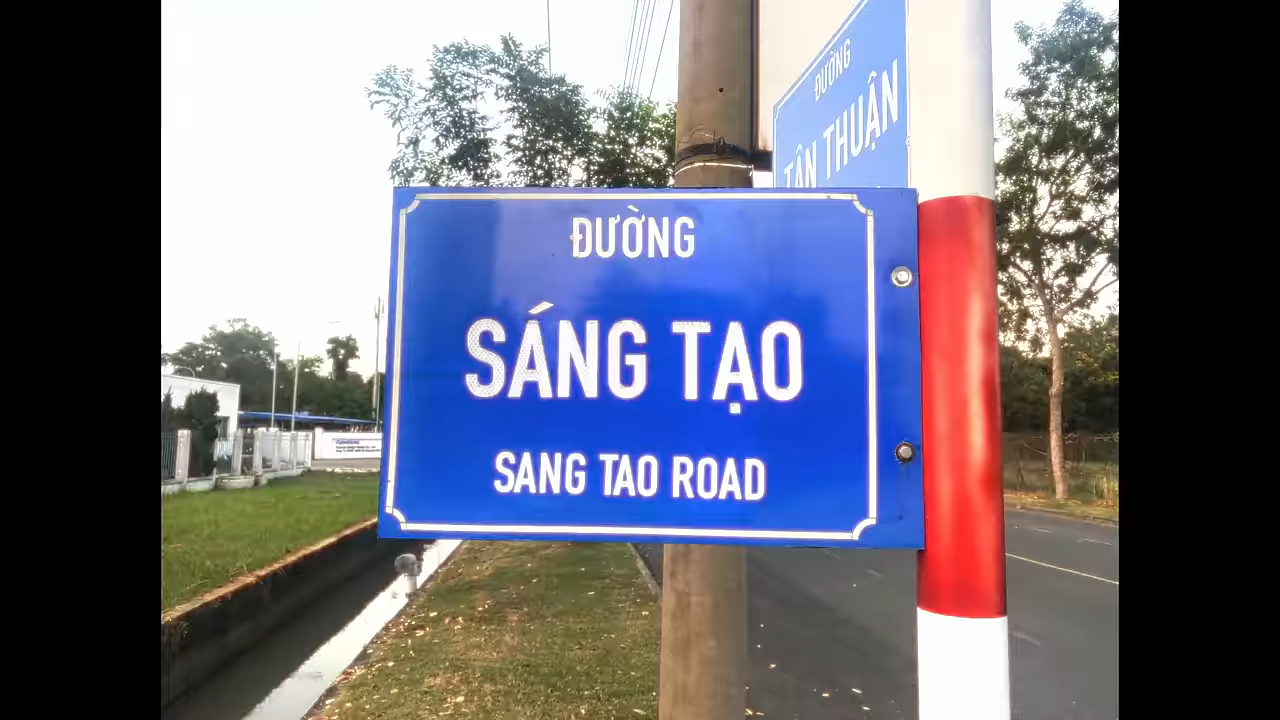 ĐƯỜNG
TÂN THUẬN
ĐƯỜNG
SÁNG TẠO
SANG TAO ROAD